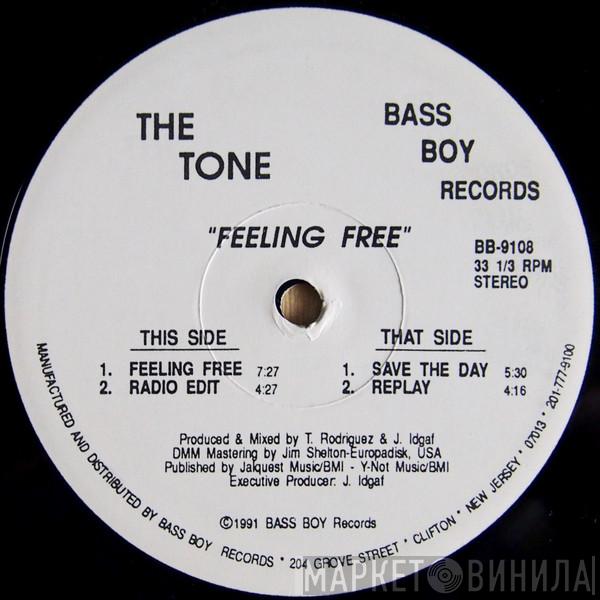 THE
TONE
BASS
BOY
RECORDS
"FEELING FREE"
BB-9108
33 1/3 RPM
STEREO
THIS SIDE
1. FEELING FREE 7:27
2. RADIO EDIT 4:27
THAT SIDE
1. SAVE THE DAY 5:30
2. REPLAY 4:16
Produced & Mixed by T. Rodriguez & J. Idgaf
DMM Mastering by Jim Shelton-Europadisk, USA
Published by Jalquest Music/BMI - Y-Not Music/BMI
Executive Producer: J. Idgaf
©1991 BASS BOY Records
MANUFACTURED AND DISTRIBUTED BY BASS BOY RECORDS • 204 GROVE STREET • CLIFTON • NEW JERSEY • 07013 • 201-777-9100
МАРКЕТ ВИНИЛА